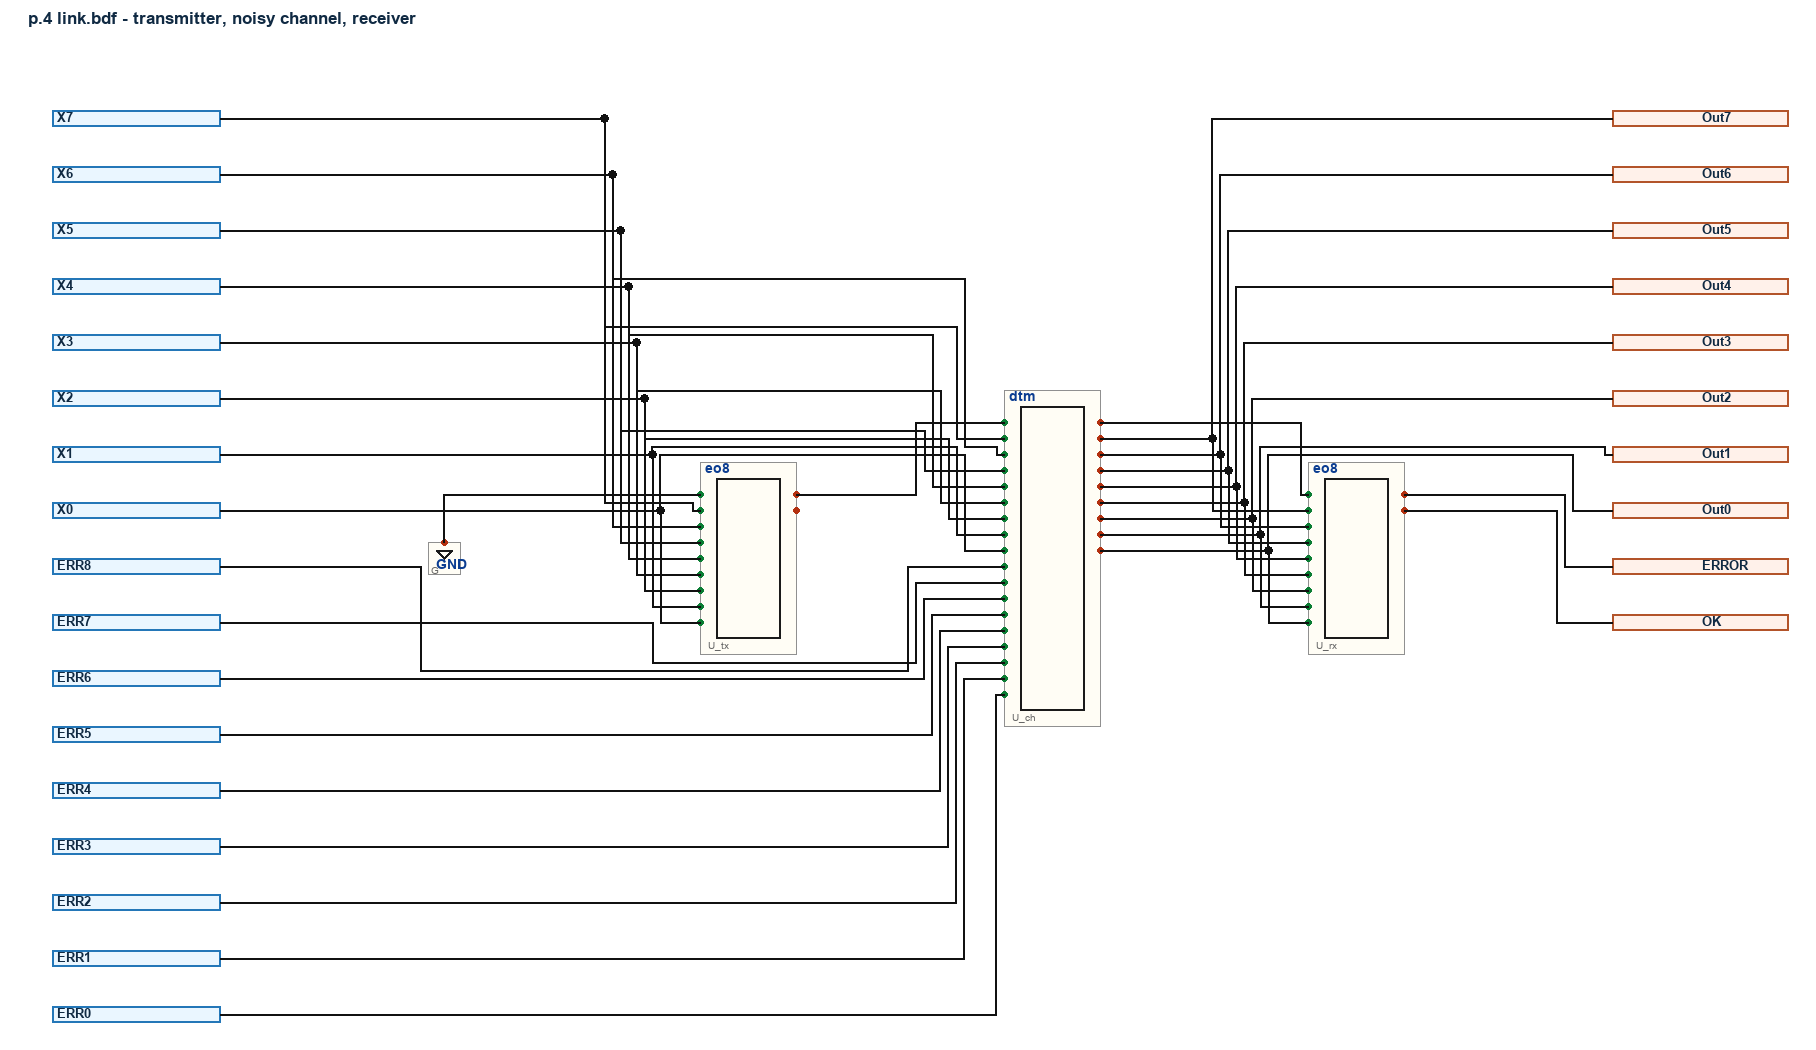 p.4 link.bdf - transmitter, noisy channel, receiver
X7
Out7
X6
Out6
X5
Out5
X4
Out4
X3
Out3
X2
Out2
dtm
X1
Out1
eo8
eo8
X0
Out0
ERR8
GND
G
ERROR
ERR7
OK
U_tx
U_rx
ERR6
U_ch
ERR5
ERR4
ERR3
ERR2
ERR1
ERR0